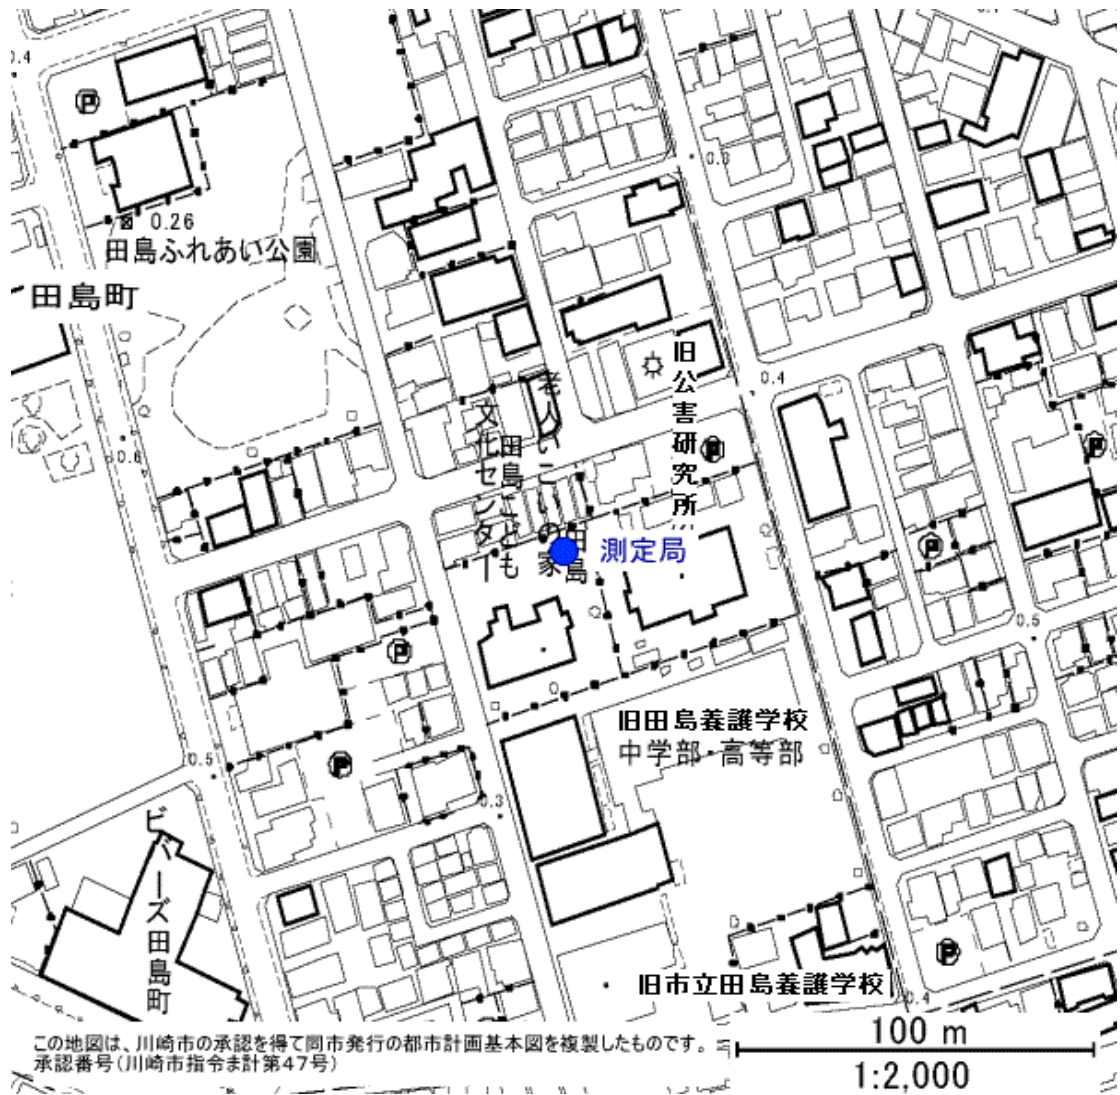 0.26
田島ふれあい公園
田島町
旧公害研究所
0.4
老人いこいの家
田島こども
文化センター
田島
測定局
0.5
旧田島養護学校
中学部・高等部
0.5
0.3
ビバーズ田島町
旧市立田島養護学校
0.4
この地図は、川崎市の承認を得て同市発行の都市計画基本図を複製したものです。
承認番号(川崎市指令ま計第47号)
100 m
1:2,000